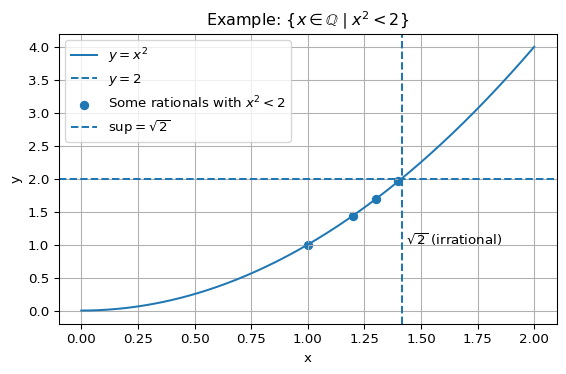 Example: {x ∈ ℚ | x² < 2}
y = x²
y = 2
Some rationals with x² < 2
sup = √2
4.0
3.5
3.0
2.5
2.0
1.5
1.0
0.5
0.0
y
√2 (irrational)
0.00 0.25 0.50 0.75 1.00 1.25 1.50 1.75 2.00
x